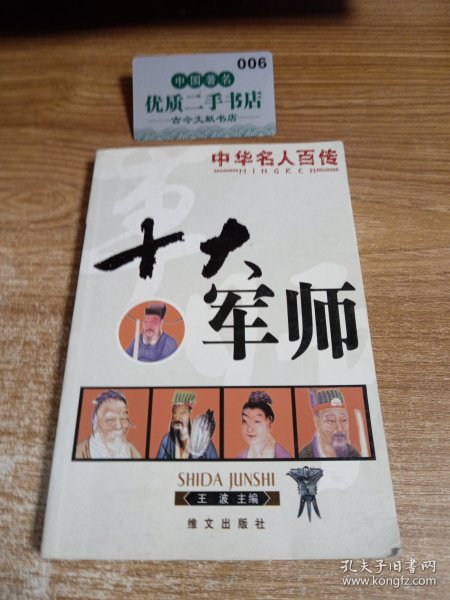 006
中国著名
优质二手书店
古今文献书店
中华名人百传
MINGREN
十大
军师
SHIDA JUNSHI
王波 主编
维文出版社
孔夫子旧书网
www.kongfz.com